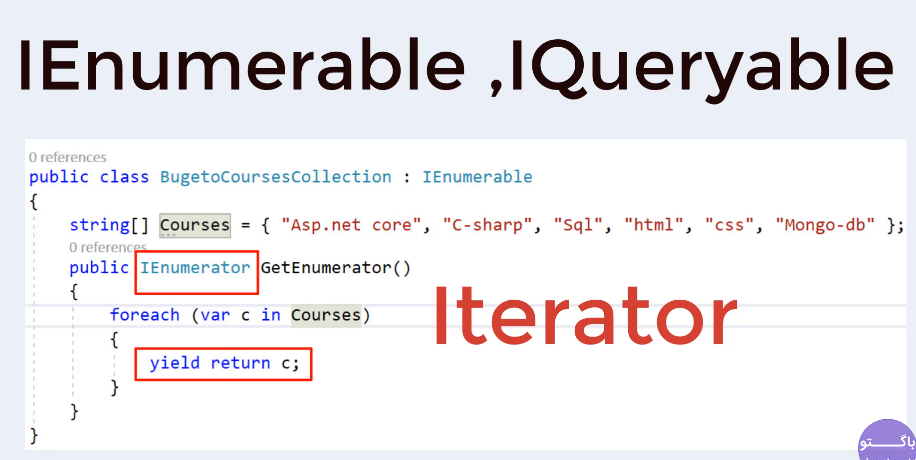 IEnumerable ,IQueryable
0 references
public class BugetoCoursesCollection : IEnumerable
{
string[] Courses = { "Asp.net core", "C-sharp", "Sql", "html", "css", "Mongo-db" };
0 references
public IEnumerator GetEnumerator()
{
foreach (var c in Courses)
Iterator
{
yield return c;
}
}
}
باگتو